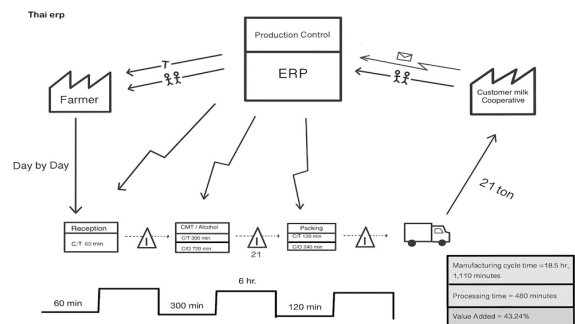 Thai erp
Production Control
ERP
T
Farmer
Customer milk
Cooperative
Day by Day
21 ton
Reception
C/T 60 min
I
CMT / Alcohol
C/T 300 min
C/O 720 min
I
21
Packing
C/T 120 min
C/O 240 min
I
6 hr.
60 min
300 min
120 min
Manufacturing cycle time =18.5 hr,
1,110 minutes
Processing time = 480 minutes
Value Added = 43.24%